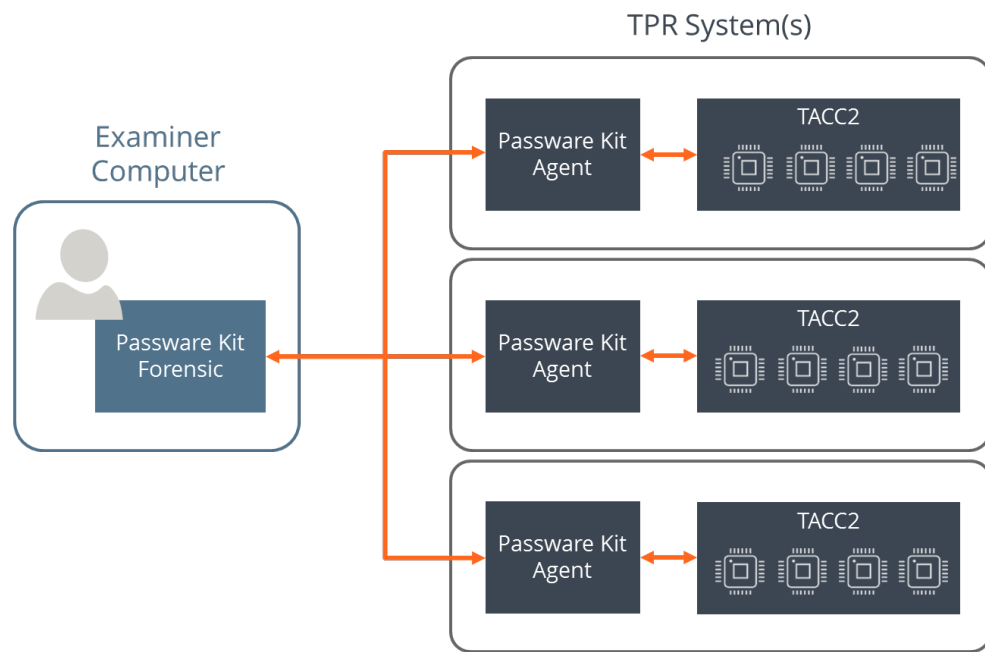 TPR System(s)
Examiner
Computer
Passware Kit
Forensic
Passware Kit
Agent
TACC2
Passware Kit
Agent
TACC2
Passware Kit
Agent
TACC2